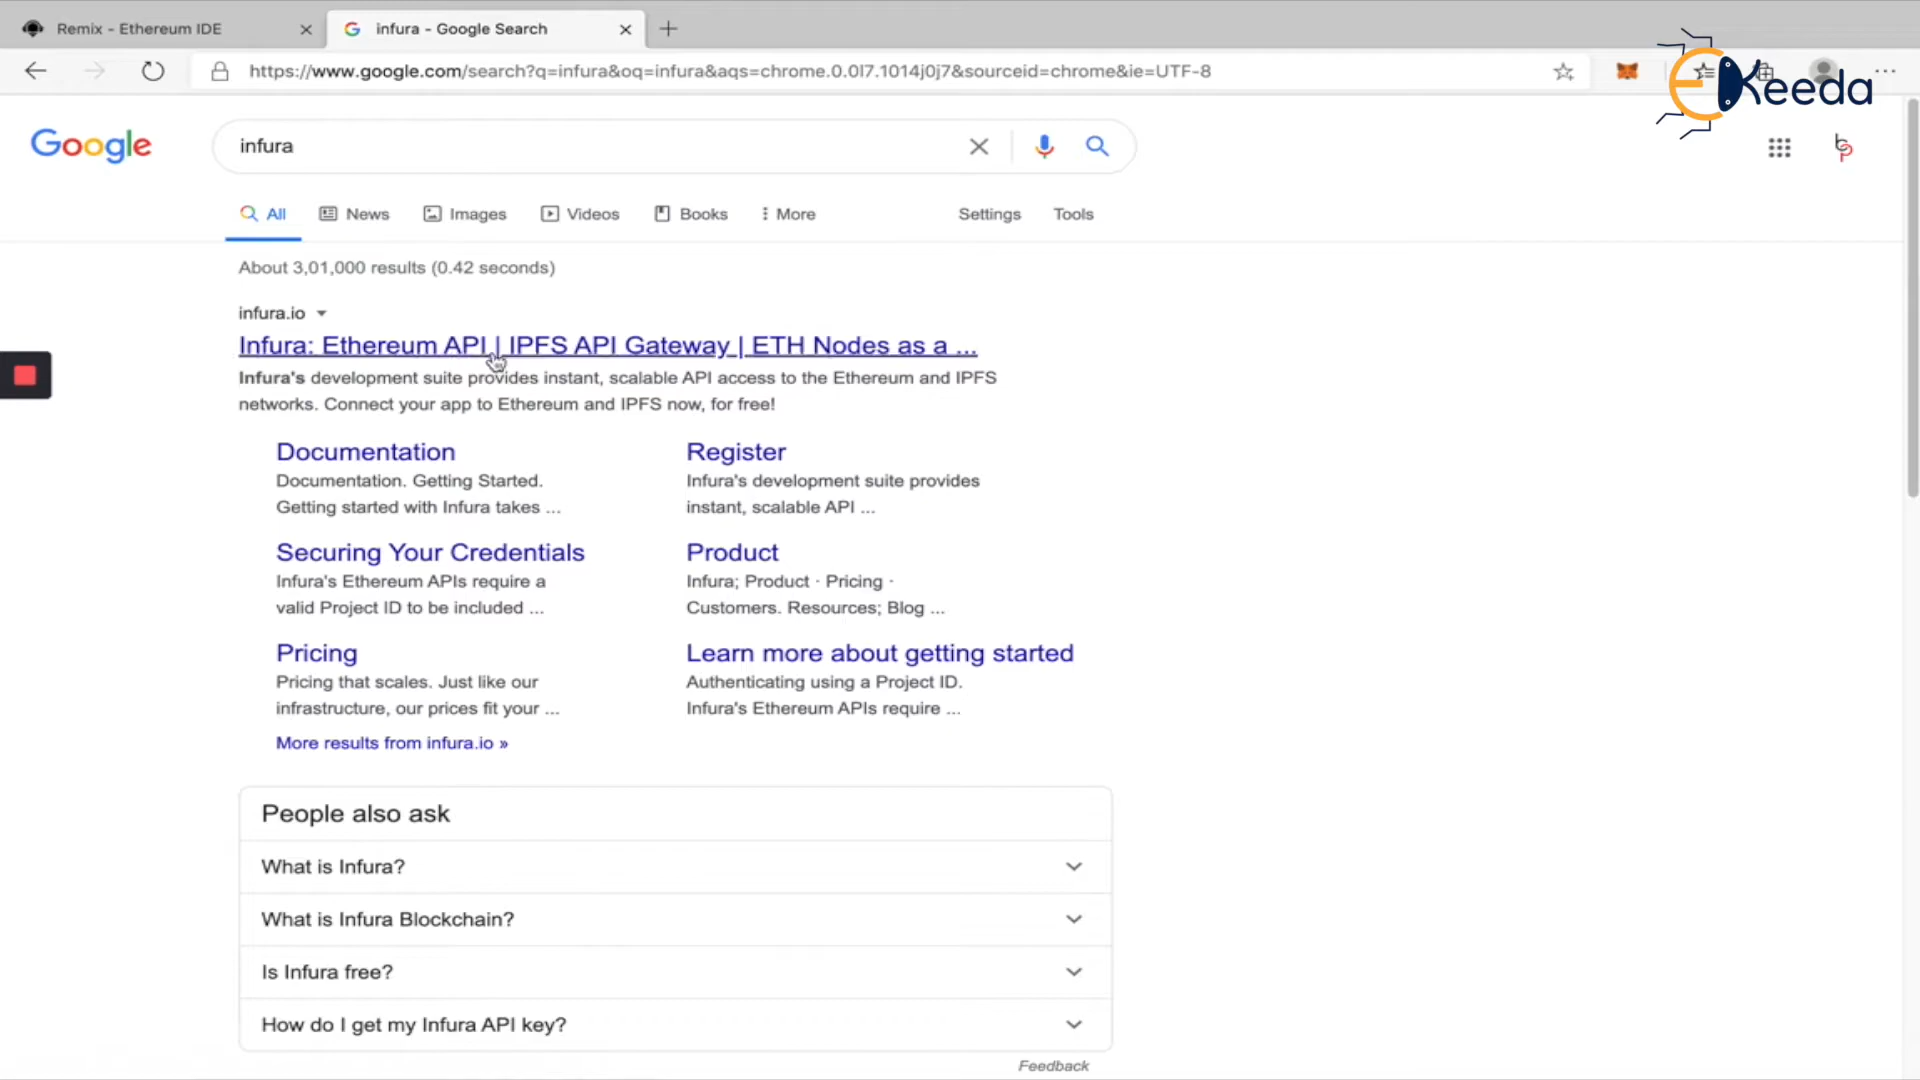 Remix - Ethereum IDE
infura - Google Search
https://www.google.com/search?q=infura&oq=infura&aqs=chrome.0.0l7.1014j0j7&sourceid=chrome&ie=UTF-8
Keeda
Google
infura
All News Images Videos Books More Settings Tools
About 3,01,000 results (0.42 seconds)
infura.io
Infura: Ethereum API | IPFS API Gateway | ETH Nodes as a ...
Infura's development suite provides instant, scalable API access to the Ethereum and IPFS
networks. Connect your app to Ethereum and IPFS now, for free!
Documentation
Documentation. Getting Started.
Getting started with Infura takes ...
Register
Infura's development suite provides
instant, scalable API ...
Securing Your Credentials
Infura's Ethereum APIs require a
valid Project ID to be included ...
Product
Infura; Product · Pricing ·
Customers. Resources; Blog ...
Pricing
Pricing that scales. Just like our
infrastructure, our prices fit your ...
Learn more about getting started
Authenticating using a Project ID.
Infura's Ethereum APIs require ...
More results from infura.io »
People also ask
What is Infura?
What is Infura Blockchain?
Is Infura free?
How do I get my Infura API key?
Feedback